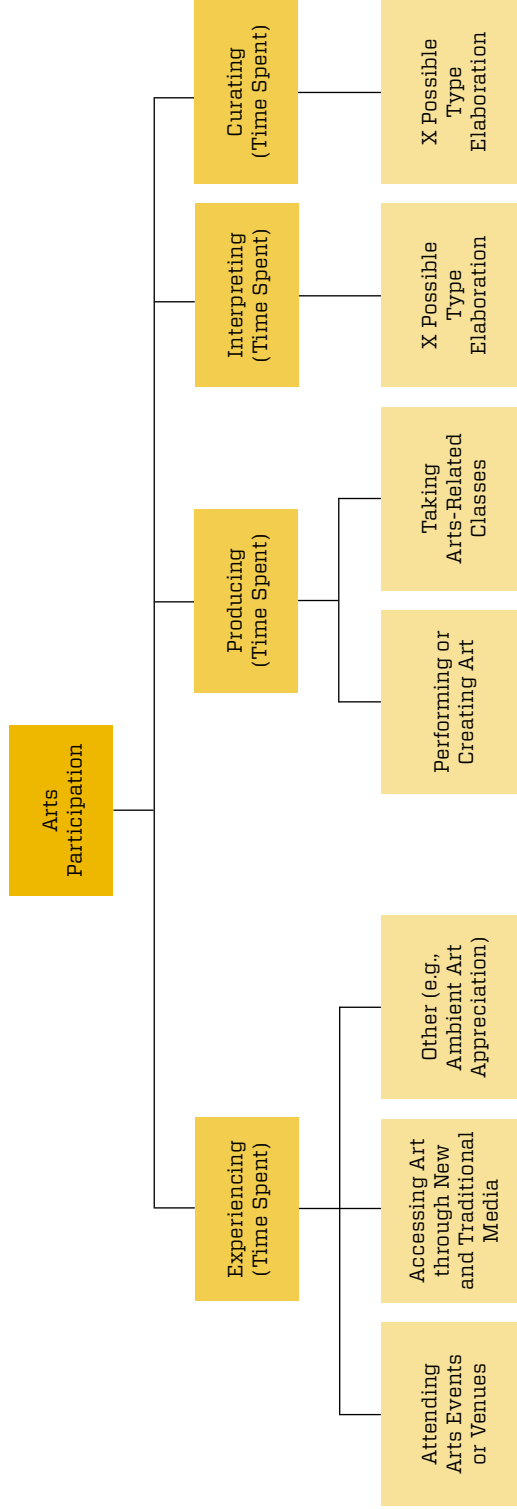 Arts
Participation
Experiencing
(Time Spent)
Producing
(Time Spent)
Interpreting
(Time Spent)
Curating
(Time Spent)
Attending
Arts Events
or Venues
Accessing Art
through New
and Traditional
Media
Other (e.g.,
Ambient Art
Appreciation)
Performing or
Creating Art
Taking
Arts-Related
Classes
X Possible
Type
Elaboration
X Possible
Type
Elaboration